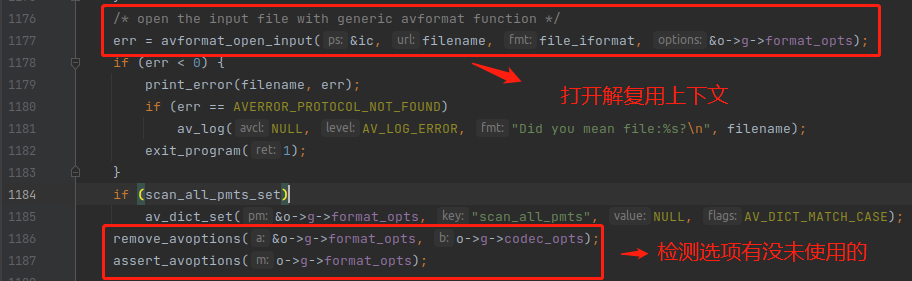 1176 /* open the input file with generic avformat function */
1177 err = avformat_open_input( ps: &ic, url: filename, fmt: file_iformat, options: &o->g->format_opts);
1178 if (err < 0) {
1179 print_error(filename, err);
1180 if (err == AVERROR_PROTOCOL_NOT_FOUND)
打开解复用上下文
1181 av_log( avcl: NULL, level: AV_LOG_ERROR, fmt: "Did you mean file:%s?\n", filename);
1182 exit_program( ret: 1);
1183 }
1184 if (scan_all_pmts_set)
1185 av_dict_set( pm: &o->g->format_opts, key: "scan_all_pmts", value: NULL, flags: AV_DICT_MATCH_CASE);
1186 remove_avoptions( a: &o->g->format_opts, b: o->g->codec_opts);
检测选项有没未使用的
1187 assert_avoptions( m: o->g->format_opts);